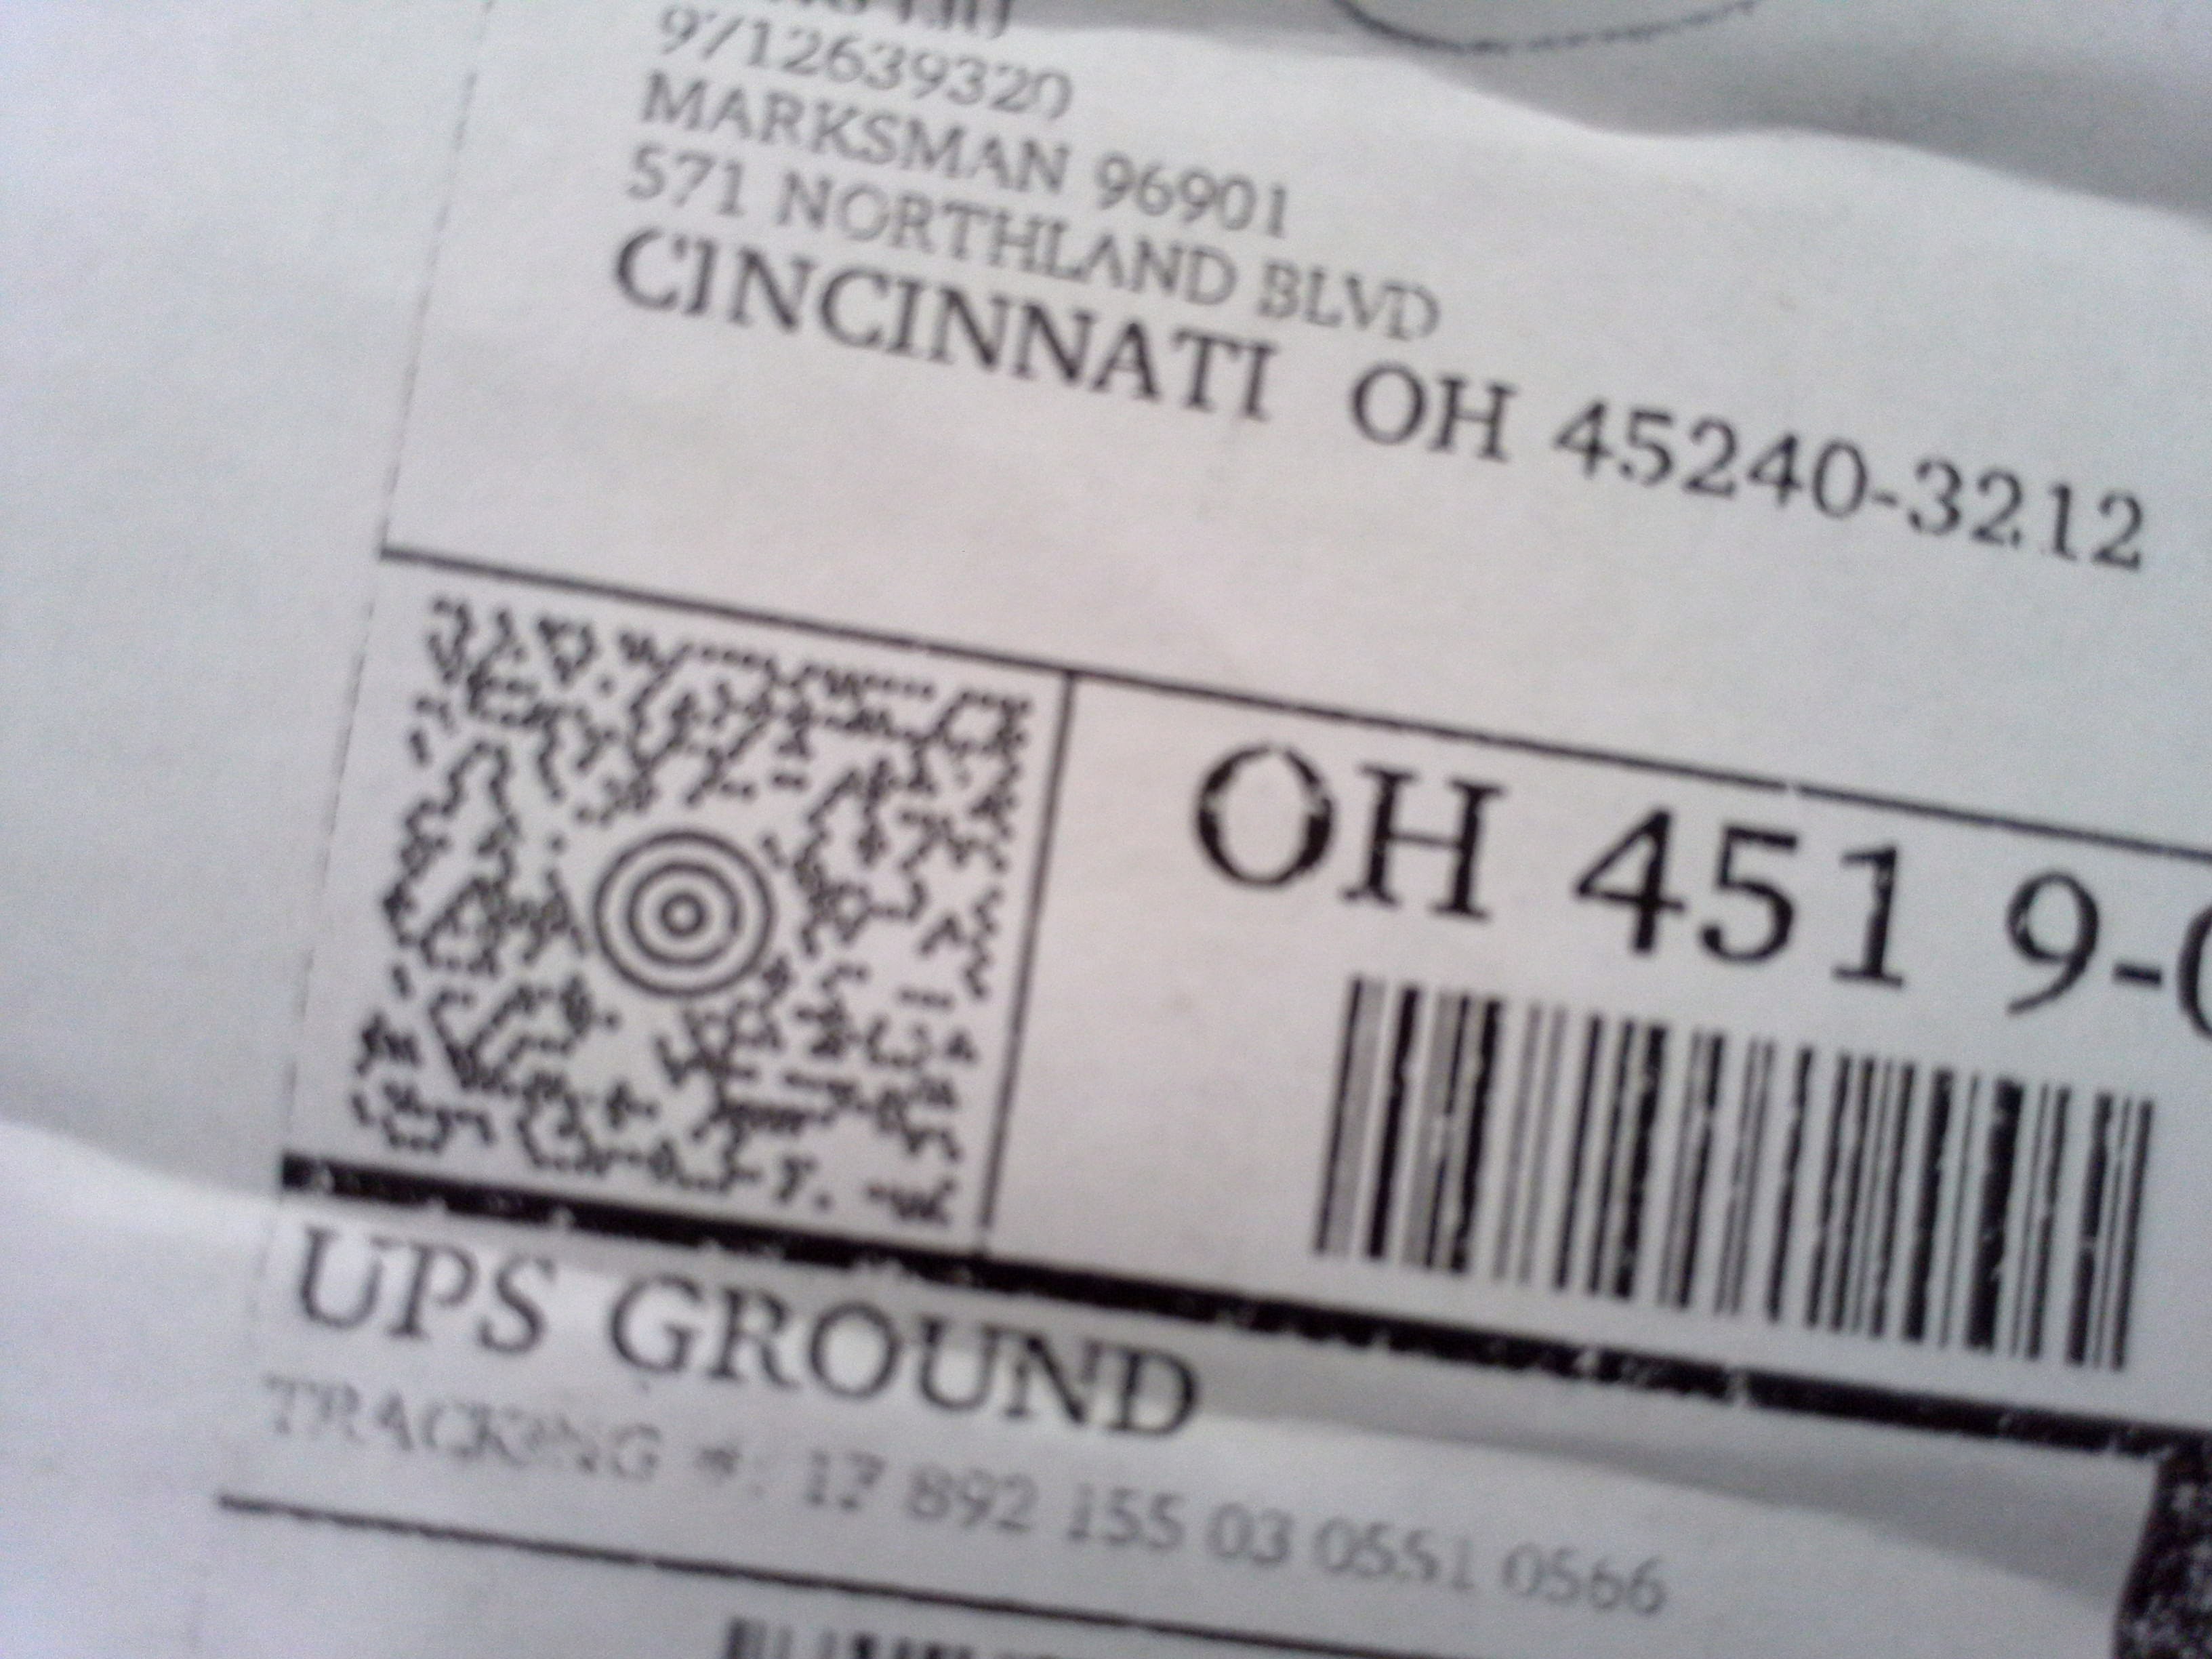 9712639320
MARKSMAN 96901
571 NORTHLAND BLVD
CINCINNATI OH 45240-3212
OH 451 9-
UPS GROUND
TRACKING #: 17 892 155 03 0551 0566